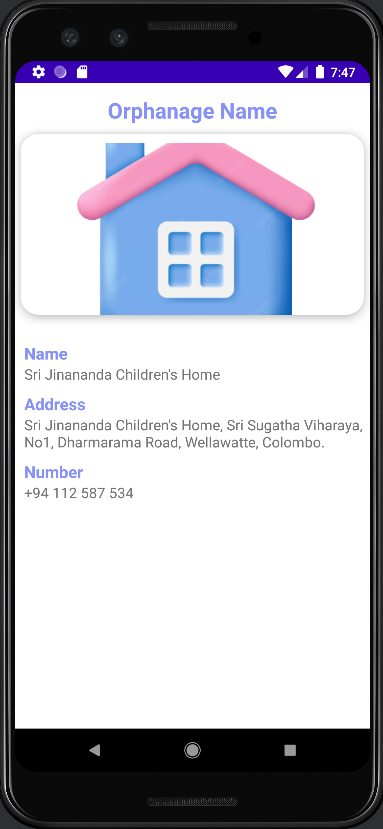 7:47
Orphanage Name
Name
Sri Jinananda Children's Home
Address
Sri Jinananda Children's Home, Sri Sugatha Viharaya,
No1, Dharmarama Road, Wellawatte, Colombo.
Number
+94 112 587 534